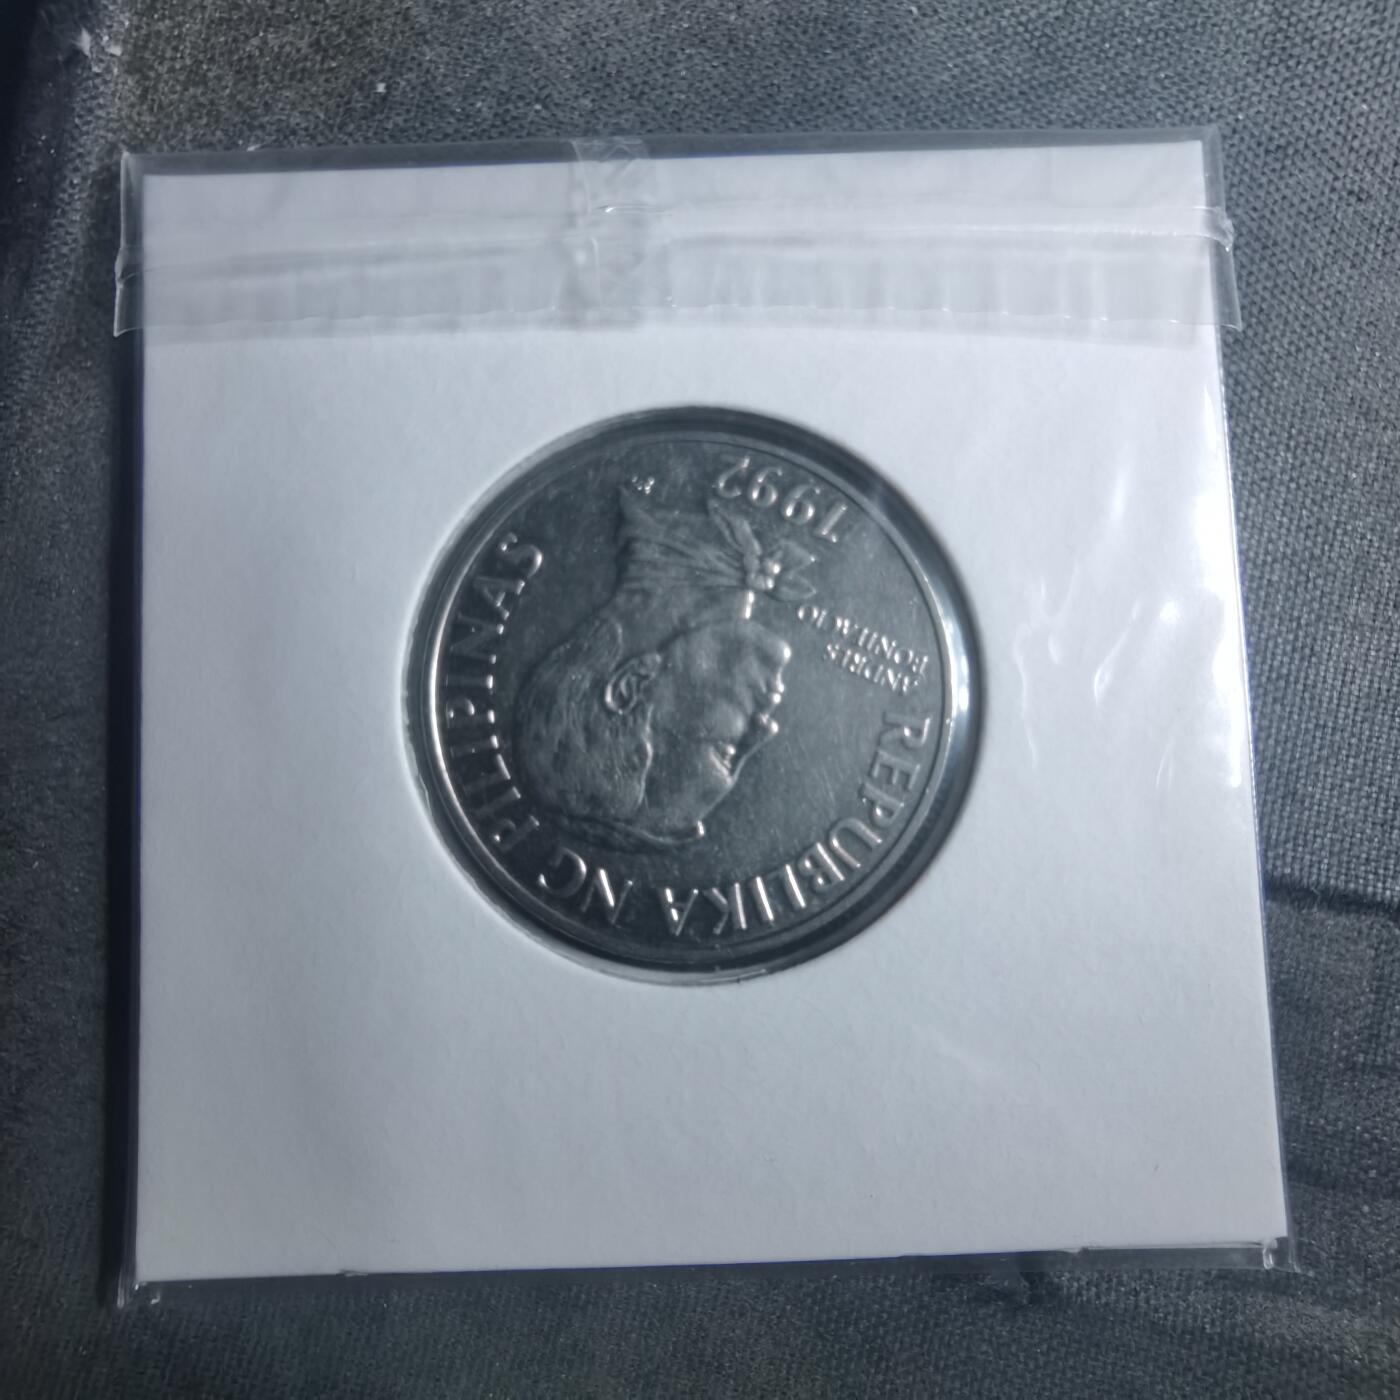 REPUBLIKA NG PILIPINAS
ANDRES
BONIFACIO
1992